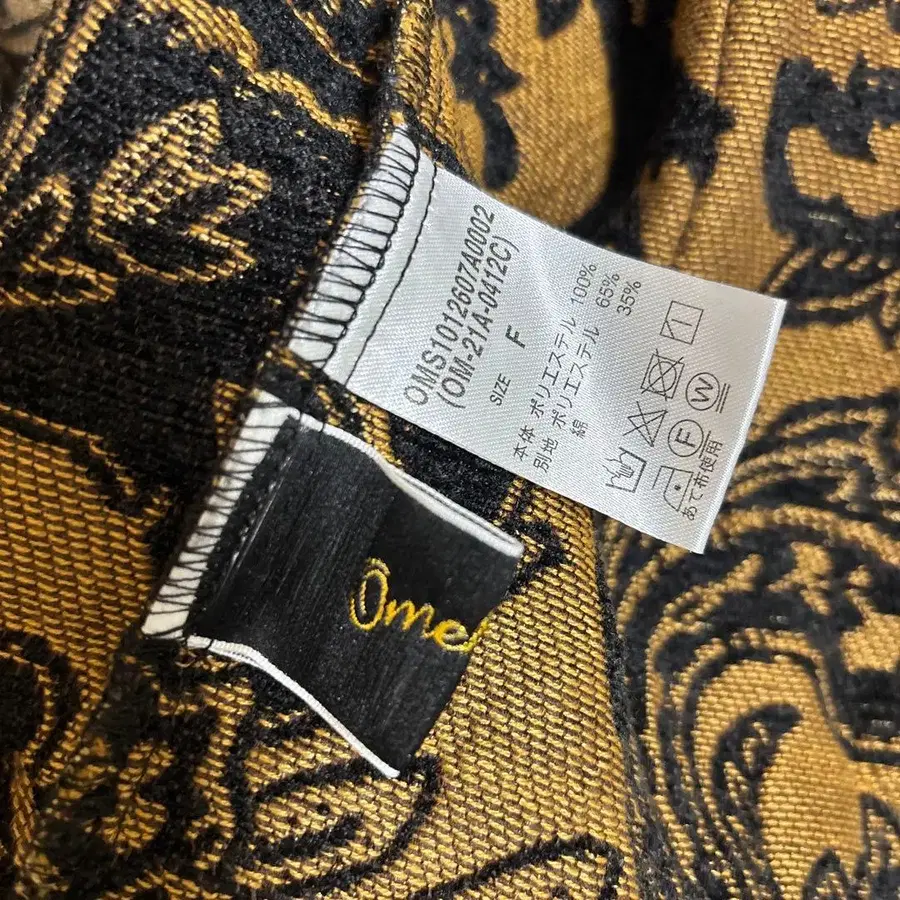 OMS1012607A0002
(OM-21A-0412C)
SIZE F
本体 ポリエステル 100%
別地 ポリエステル 65%
綿 35%
F W
あて布使用
Ome